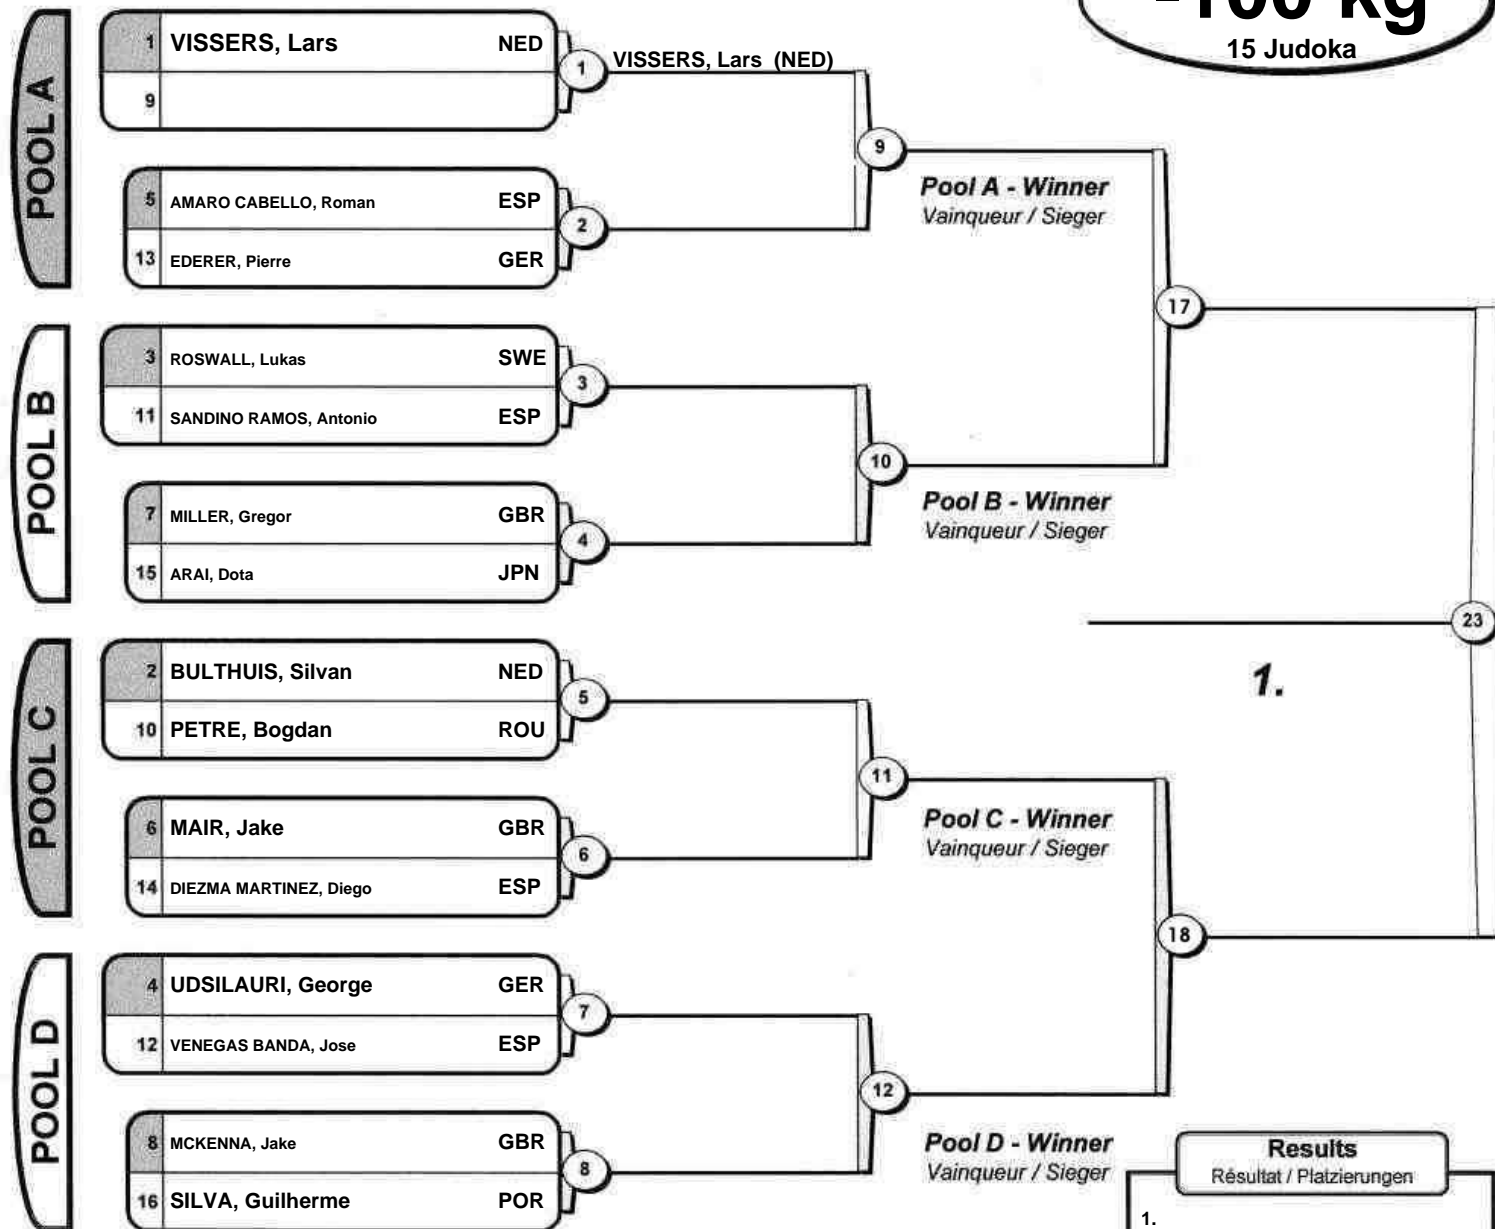 -100 kg
15 Judoka
POOL A
1 VISSERS, Lars NED
9
1 VISSERS, Lars (NED)
5 AMARO CABELLO, Roman ESP
13 EDERER, Pierre GER
2
9
Pool A - Winner
Vainqueur / Sieger
17
POOL B
3 ROSWALL, Lukas SWE
11 SANDINO RAMOS, Antonio ESP
3
7 MILLER, Gregor GBR
15 ARAI, Dota JPN
4
10
Pool B - Winner
Vainqueur / Sieger
23
1.
POOL C
2 BULTHUIS, Silvan NED
10 PETRE, Bogdan ROU
5
6 MAIR, Jake GBR
14 DIEZMA MARTINEZ, Diego ESP
6
11
Pool C - Winner
Vainqueur / Sieger
18
POOL D
4 UDSILAURI, George GER
12 VENEGAS BANDA, Jose ESP
7
8 MCKENNA, Jake GBR
16 SILVA, Guilherme POR
8
12
Pool D - Winner
Vainqueur / Sieger
Results
Résultat / Platzierungen
1.